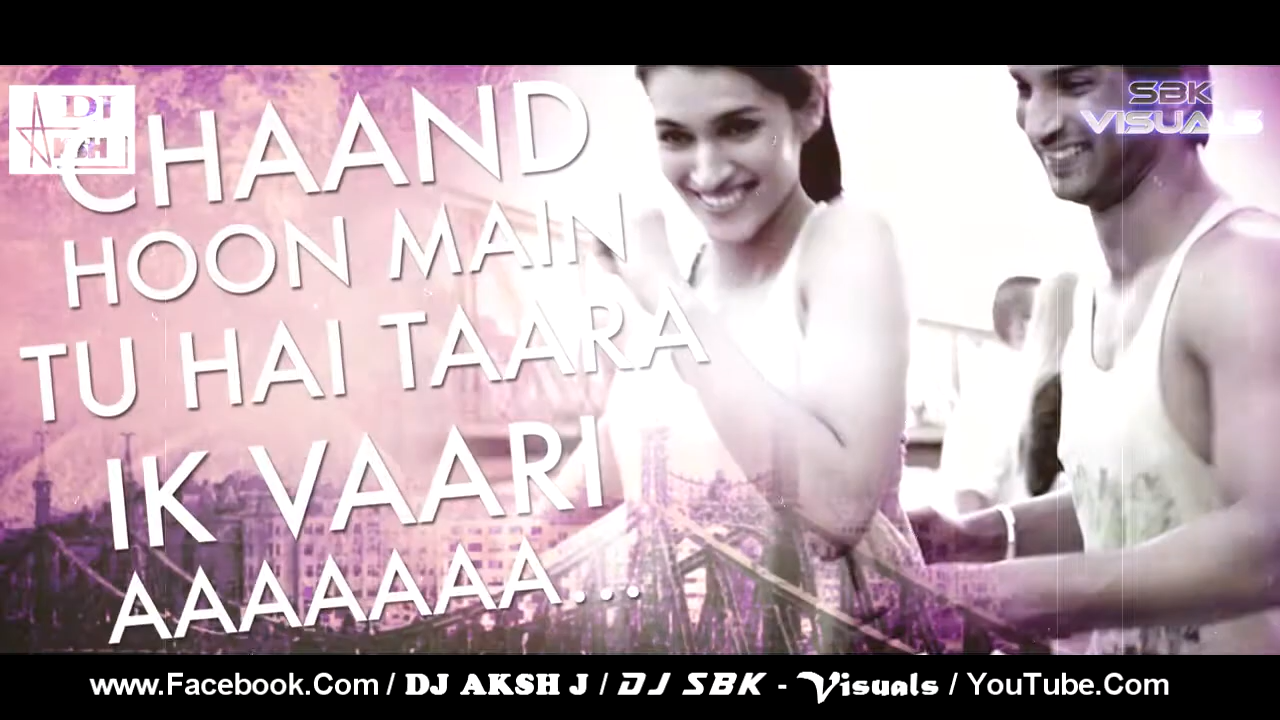 DJ
SBK
VISUALS
CHAAND
HOON MAIN
TU HAI TAARA
IK VAARI
AAAAAAA...
www.Facebook.Com / DJ AKSH J / DJ SBK - Visuals / YouTube.Com